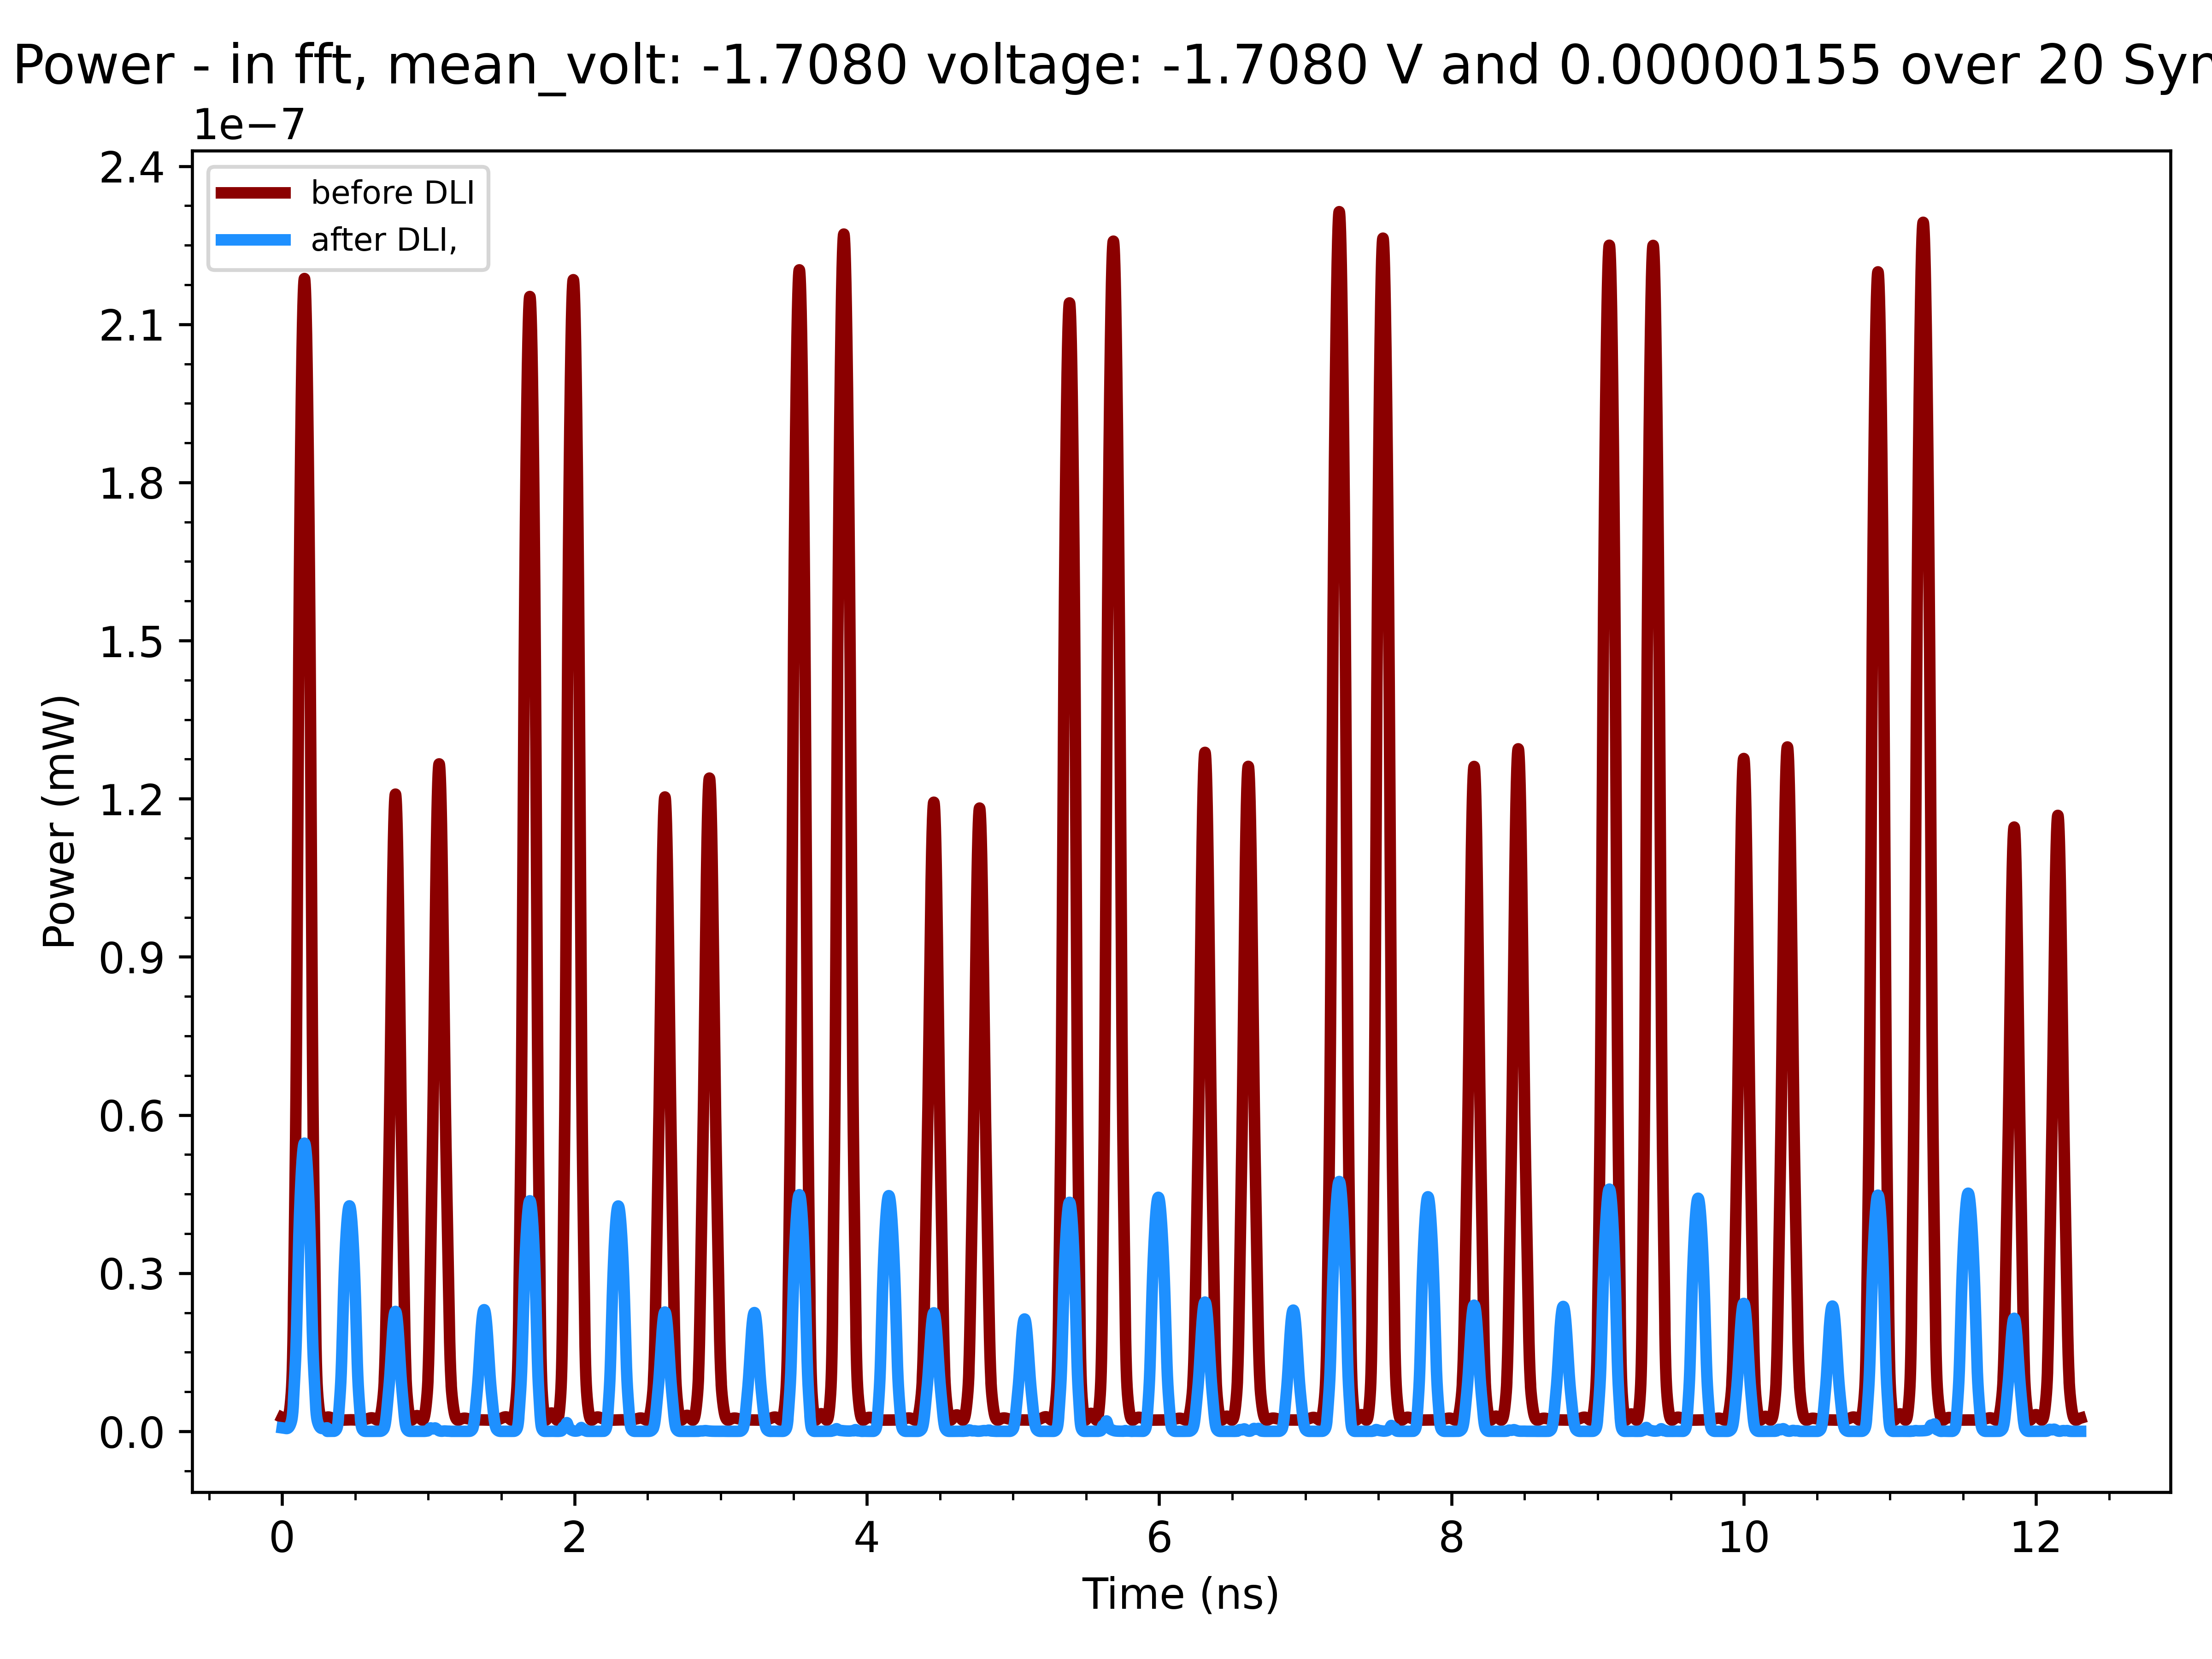 Power - in fft, mean_volt: -1.7080 voltage: -1.7080 V and 0.00000155 over 20
1e−7
before DLI
after DLI,
2.4
2.1
1.8
1.5
1.2
0.9
0.6
0.3
0.0
Power (mW)
0 2 4 6 8 10 12
Time (ns)